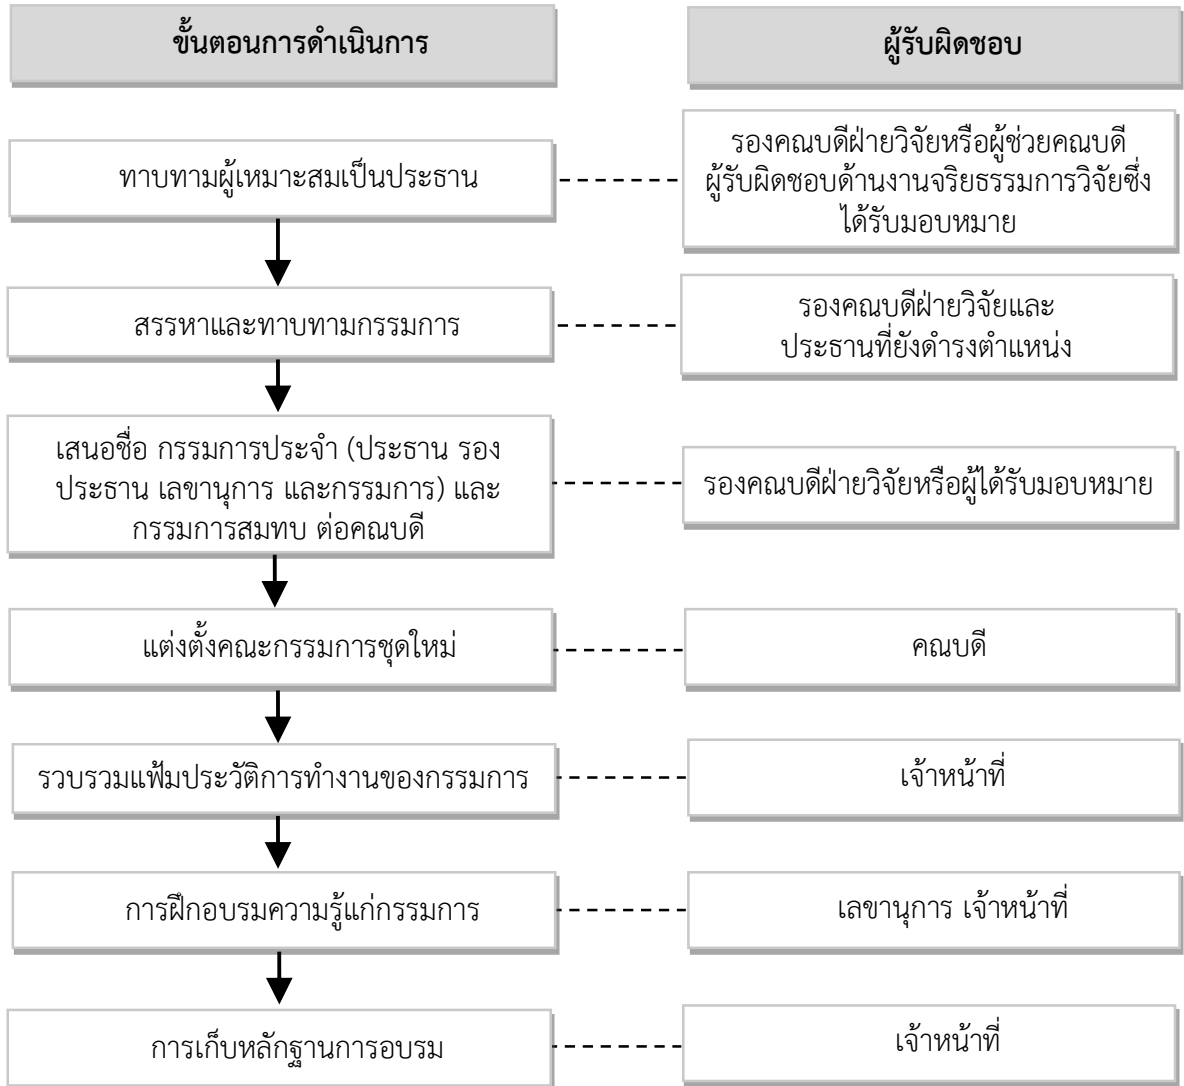 ขั้นตอนการดำเนินการ
ผู้รับผิดชอบ
ทาบทามผู้เหมาะสมเป็นประธาน
รองคณบดีฝ่ายวิจัยหรือผู้ช่วยคณบดี
ผู้รับผิดชอบด้านงานจริยธรรมการวิจัยซึ่ง
ได้รับมอบหมาย
สรรหาและทาบทามกรรมการ
รองคณบดีฝ่ายวิจัยและ
ประธานที่ยังดำรงตำแหน่ง
เสนอชื่อ กรรมการประจำ (ประธาน รอง
ประธาน เลขานุการ และกรรมการ) และ
กรรมการสมทบ ต่อคณบดี
รองคณบดีฝ่ายวิจัยหรือผู้ได้รับมอบหมาย
แต่งตั้งคณะกรรมการชุดใหม่
คณบดี
รวบรวมแฟ้มประวัติการทำงานของกรรมการ
เจ้าหน้าที่
การฝึกอบรมความรู้แก่กรรมการ
เลขานุการ เจ้าหน้าที่
การเก็บหลักฐานการอบรม
เจ้าหน้าที่